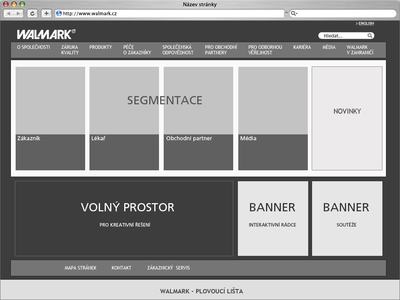 Název stránky
http://www.walmark.cz
> ENGLISH
WALMARK
Hledat...
O SPOLEČNOSTI
ZÁRUKA
KVALITY
PRODUKTY
PÉČE
O ZÁKAZNÍKY
SPOLEČENSKÁ
ODPOVĚDNOST
PRO OBCHODNÍ
PARTNERY
PRO ODBORNOU
VEŘEJNOST
KARIÉRA
MÉDIA
WALMARK
V ZAHRANIČÍ
SEGMENTACE
NOVINKY
Zákazník
Lékař
Obchodní partner
Média
VOLNÝ PROSTOR
PRO KREATIVNÍ ŘEŠENÍ
BANNER
INTERAKTIVNÍ RÁDCE
BANNER
SOUTĚŽE
MAPA STRÁNEK
KONTAKT
ZÁKAZNICKÝ SERVIS
WALMARK - PLOVOUCÍ LIŠTA